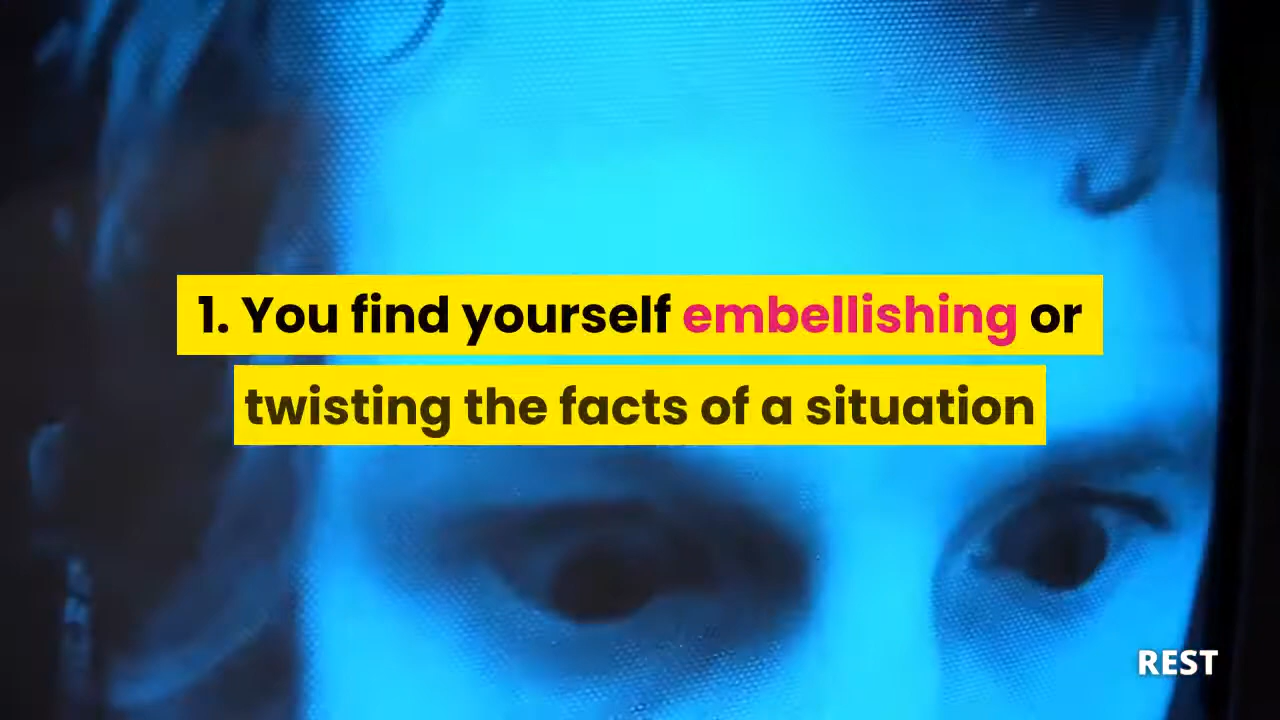 1. You find yourself embellishing or
twisting the facts of a situation
REST